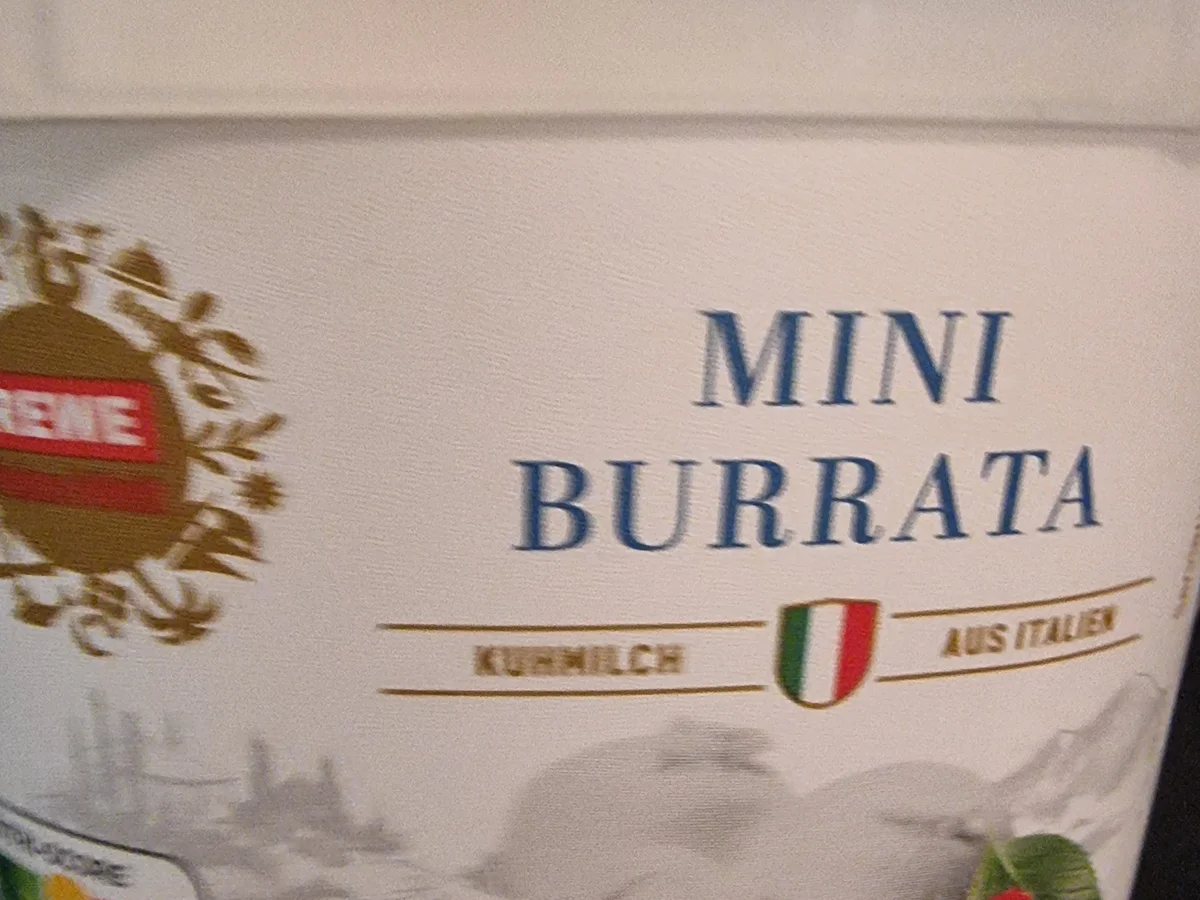 REWE
MINI
BURRATA
KUHMILCH
AUS ITALIEN